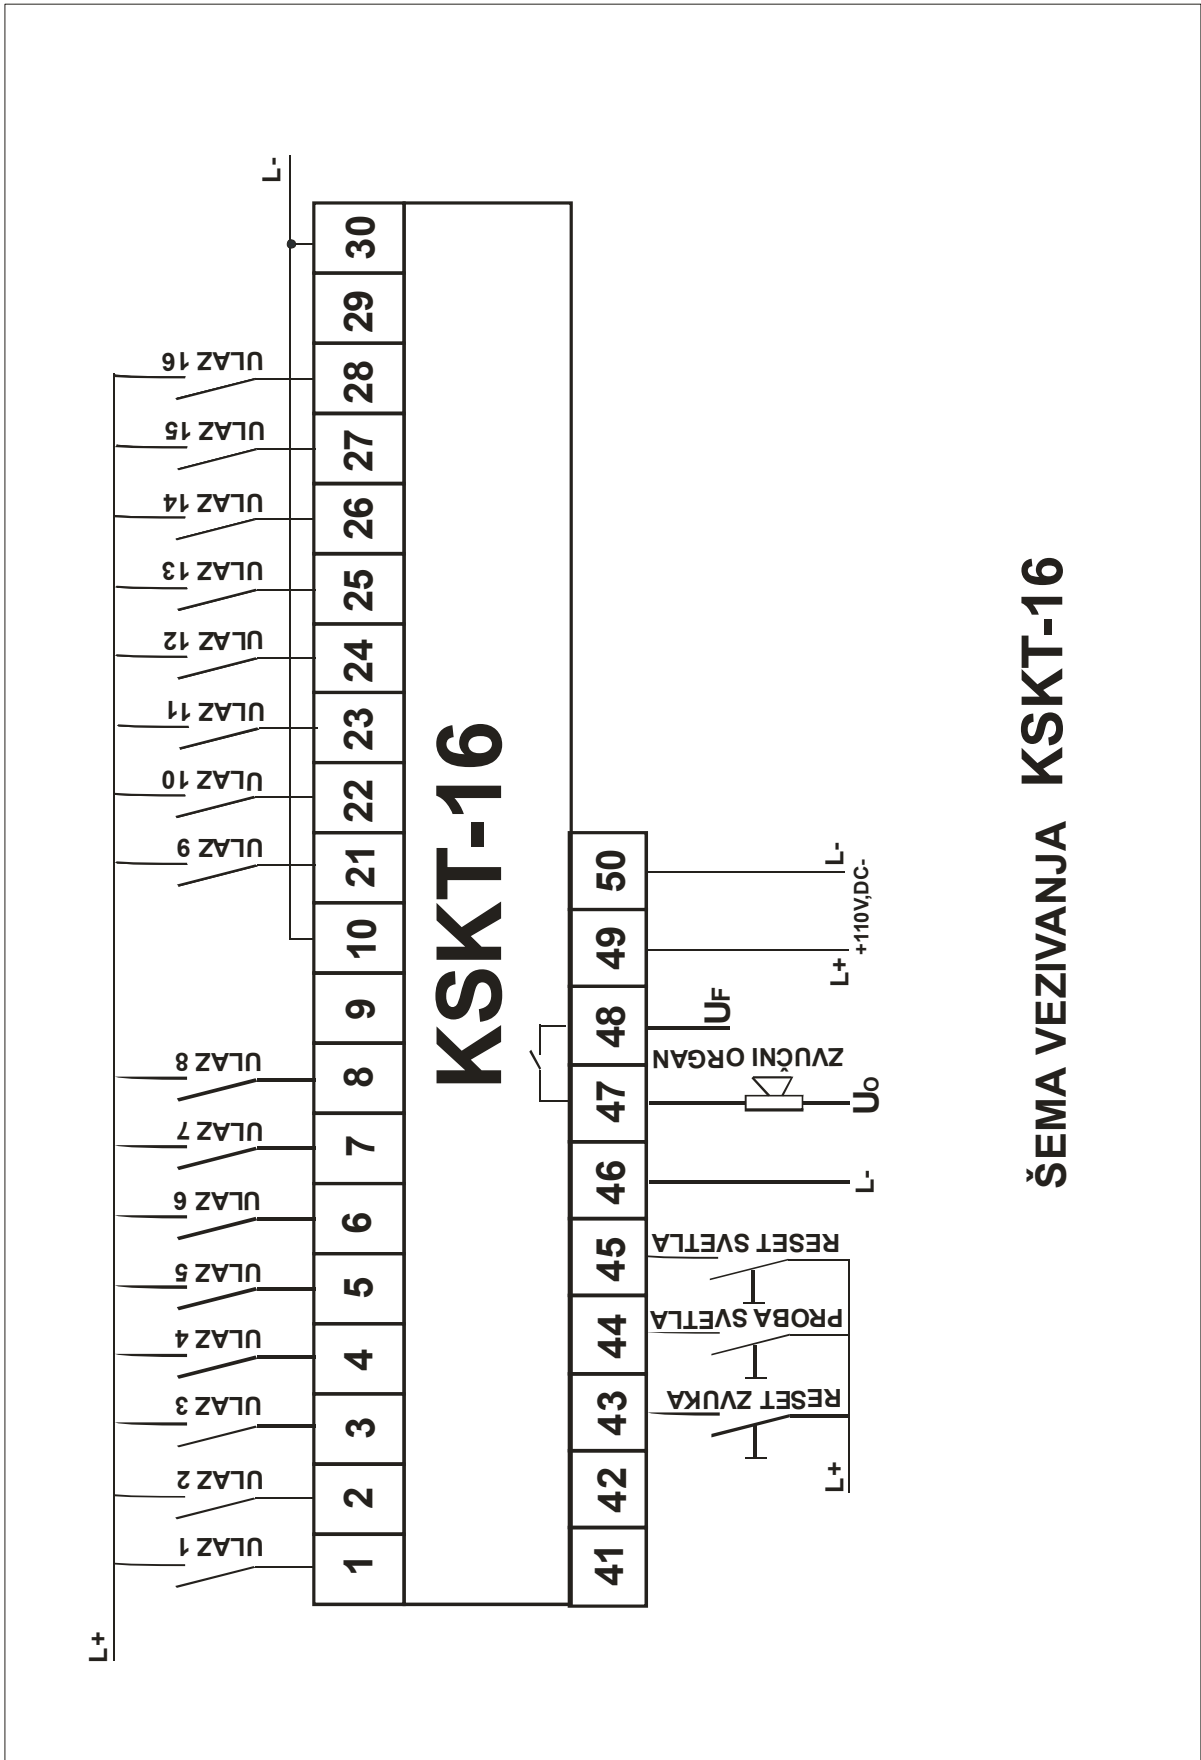 L+
ULAZ 1
ULAZ 2
ULAZ 3
ULAZ 4
ULAZ 5
ULAZ 6
ULAZ 7
ULAZ 8
ULAZ 9
ULAZ 10
ULAZ 11
ULAZ 12
ULAZ 13
ULAZ 14
ULAZ 15
ULAZ 16
L-
1
2
3
4
5
6
7
8
9
10
21
22
23
24
25
26
27
28
29
30
KSKT-16
41
42
43
44
45
46
47
48
49
50
RESET ZVUKA
PROBA SVETLA
RESET SVETLA
ZVUČNI ORGAN
L+
L-
UO
UF
L+
+110V,DC-
L-
ŠEMA VEZIVANJA KSKT-16